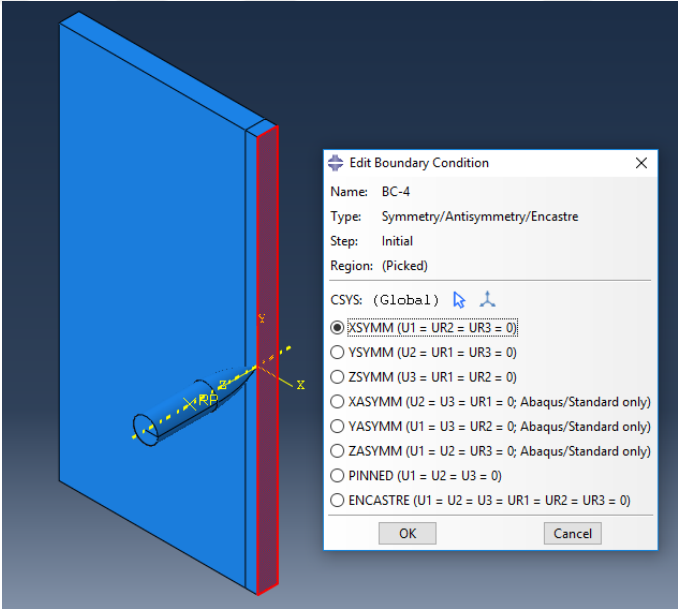 Edit Boundary Condition
Name: BC-4
Type: Symmetry/Antisymmetry/Encastre
Step: Initial
Region: (Picked)
CSYS: (Global)
XSYMM (U1 = UR2 = UR3 = 0)
YSYMM (U2 = UR1 = UR3 = 0)
ZSYMM (U3 = UR1 = UR2 = 0)
XASYMM (U2 = U3 = UR1 = 0; Abaqus/Standard only)
YASYMM (U1 = U3 = UR2 = 0; Abaqus/Standard only)
ZASYMM (U1 = U2 = UR3 = 0; Abaqus/Standard only)
PINNED (U1 = U2 = U3 = 0)
ENCASTRE (U1 = U2 = U3 = UR1 = UR2 = UR3 = 0)
OK Cancel
Y
Z X
RP